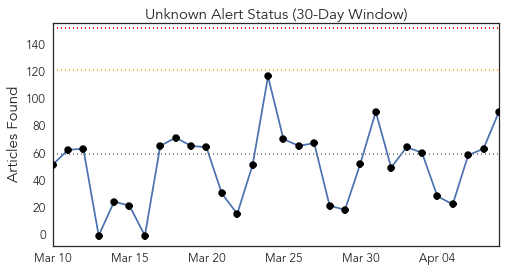 Unknown Alert Status (30-Day Window)
Articles Found
140
120
100
80
60
40
20
0
Mar 10 Mar 15 Mar 20 Mar 25 Mar 30 Apr 04